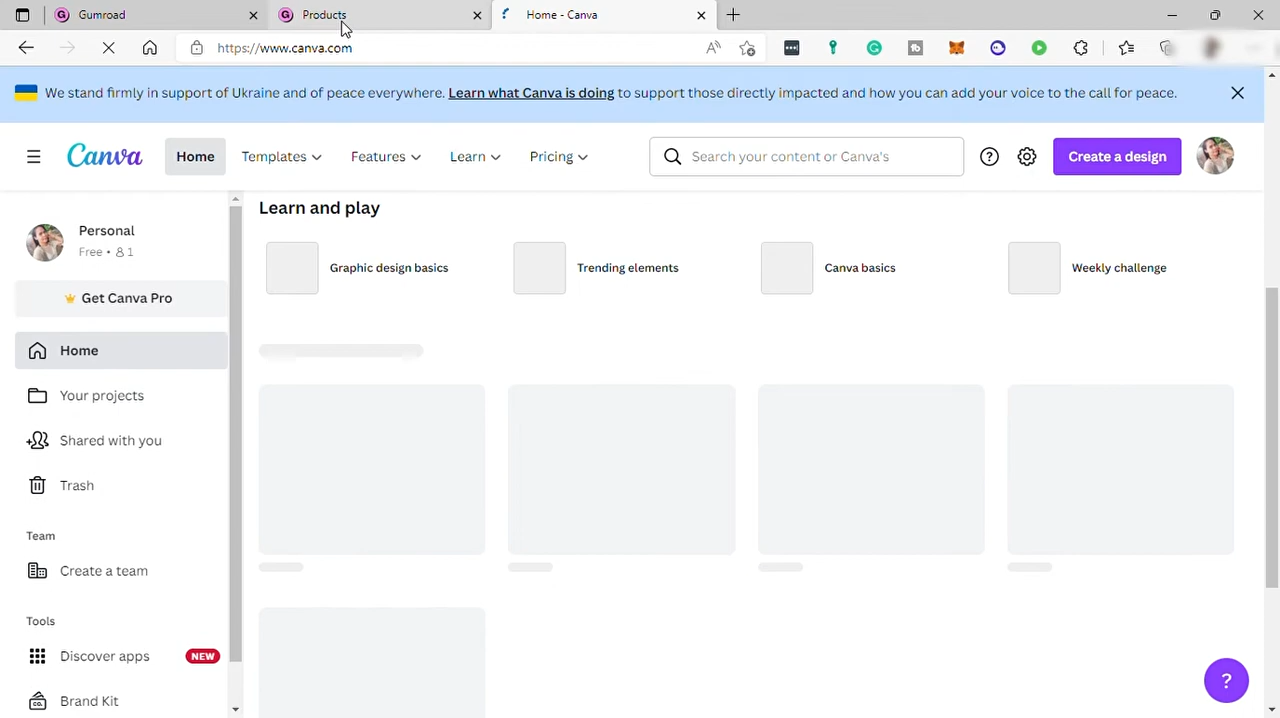 Gumroad
Products
Home - Canva
https://www.canva.com
We stand firmly in support of Ukraine and of peace everywhere. Learn what Canva is doing to support those directly impacted and how you can add your voice to the call for peace.
Canva
Home
Templates
Features
Learn
Pricing
Search your content or Canva's
Create a design
Personal
Free • 1
Get Canva Pro
Home
Your projects
Shared with you
Trash
Team
Create a team
Tools
Discover apps
NEW
Brand Kit
Learn and play
Graphic design basics
Trending elements
Canva basics
Weekly challenge